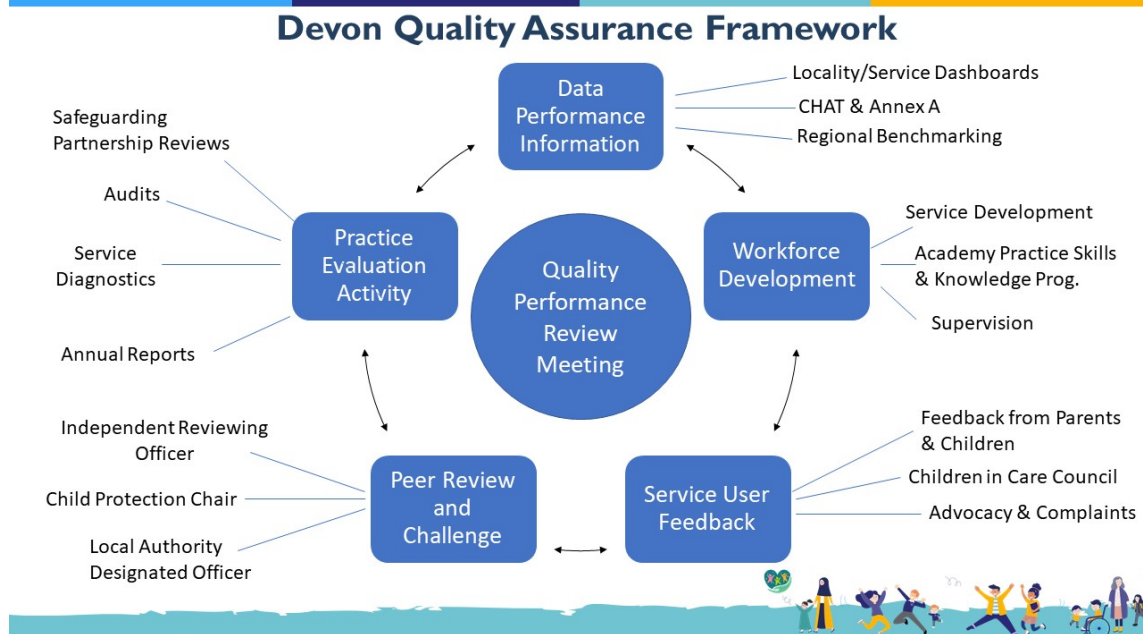 Devon Quality Assurance Framework
Data
Performance
Information
Locality/Service Dashboards
CHAT & Annex A
Regional Benchmarking
Safeguarding
Partnership Reviews
Audits
Service
Diagnostics
Annual Reports
Practice
Evaluation
Activity
Quality
Performance
Review
Meeting
Workforce
Development
Service Development
Academy Practice Skills
& Knowledge Prog.
Supervision
Independent Reviewing
Officer
Child Protection Chair
Local Authority
Designated Officer
Peer Review
and
Challenge
Service User
Feedback
Feedback from Parents
& Children
Children in Care Council
Advocacy & Complaints